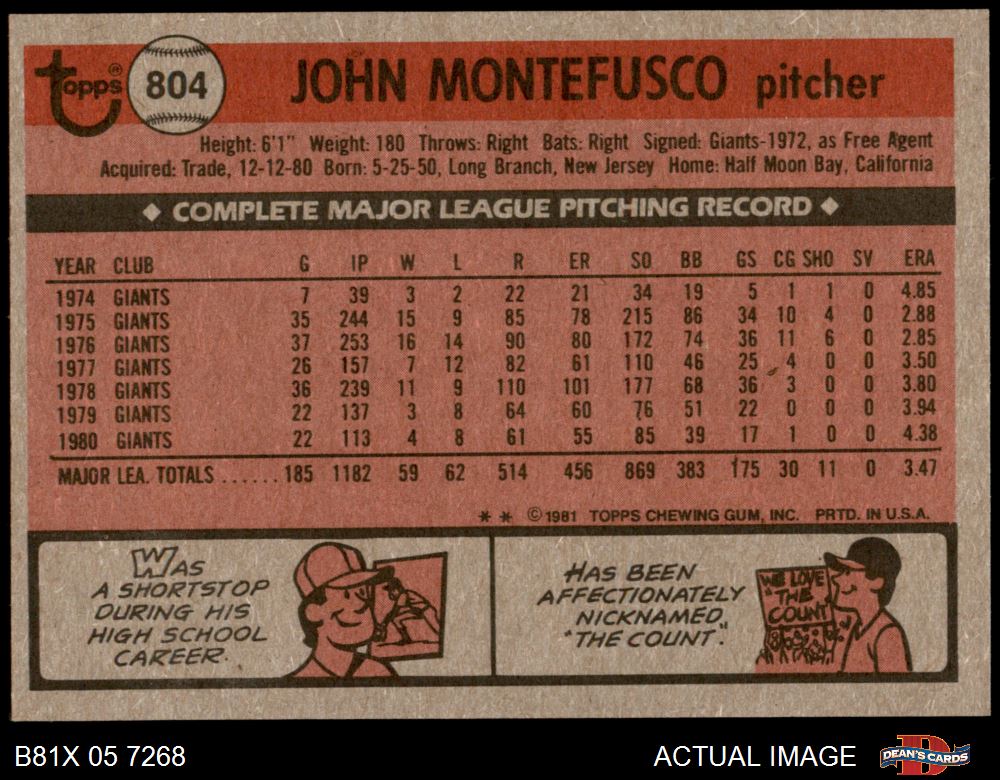 Topps® 804 JOHN MONTEFUSCO pitcher
Height: 6'1" Weight: 180 Throws: Right Bats: Right Signed: Giants-1972, as Free Agent
Acquired: Trade, 12-12-80 Born: 5-25-50, Long Branch, New Jersey Home: Half Moon Bay, California
◆ COMPLETE MAJOR LEAGUE PITCHING RECORD ◆
YEAR CLUB G IP W L R ER SO BB GS CG SHO SV ERA
1974 GIANTS 7 39 3 2 22 21 34 19 5 1 1 0 4.85
1975 GIANTS 35 244 15 9 85 78 215 86 34 10 4 0 2.88
1976 GIANTS 37 253 16 14 90 80 172 74 36 11 6 0 2.85
1977 GIANTS 26 157 7 12 82 61 110 46 25 4 0 0 3.50
1978 GIANTS 36 239 11 9 110 101 177 68 36 3 0 0 3.80
1979 GIANTS 22 137 3 8 64 60 76 51 22 0 0 0 3.94
1980 GIANTS 22 113 4 8 61 55 85 39 17 1 0 0 4.38
MAJOR LEA. TOTALS ...... 185 1182 59 62 514 456 869 383 175 30 11 0 3.47
* * ©1981 TOPPS CHEWING GUM, INC. PRTD. IN U.S.A.
WAS
A SHORTSTOP
DURING HIS
HIGH SCHOOL
CAREER.
HAS BEEN
AFFECTIONATELY
NICKNAMED,
"THE COUNT".
WE LOVE
"THE
COUNT"
B81X 05 7268 ACTUAL IMAGE DEAN'S CARDS